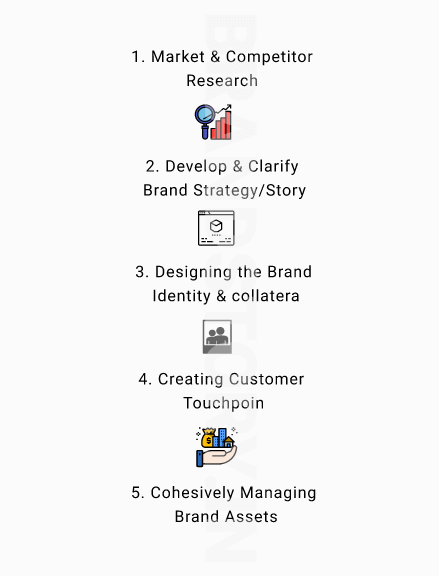 1. Market & Competitor
Research
2. Develop & Clarify
Brand Strategy/Story
3. Designing the Brand
Identity & collatera
4. Creating Customer
Touchpoin
5. Cohesively Managing
Brand Assets